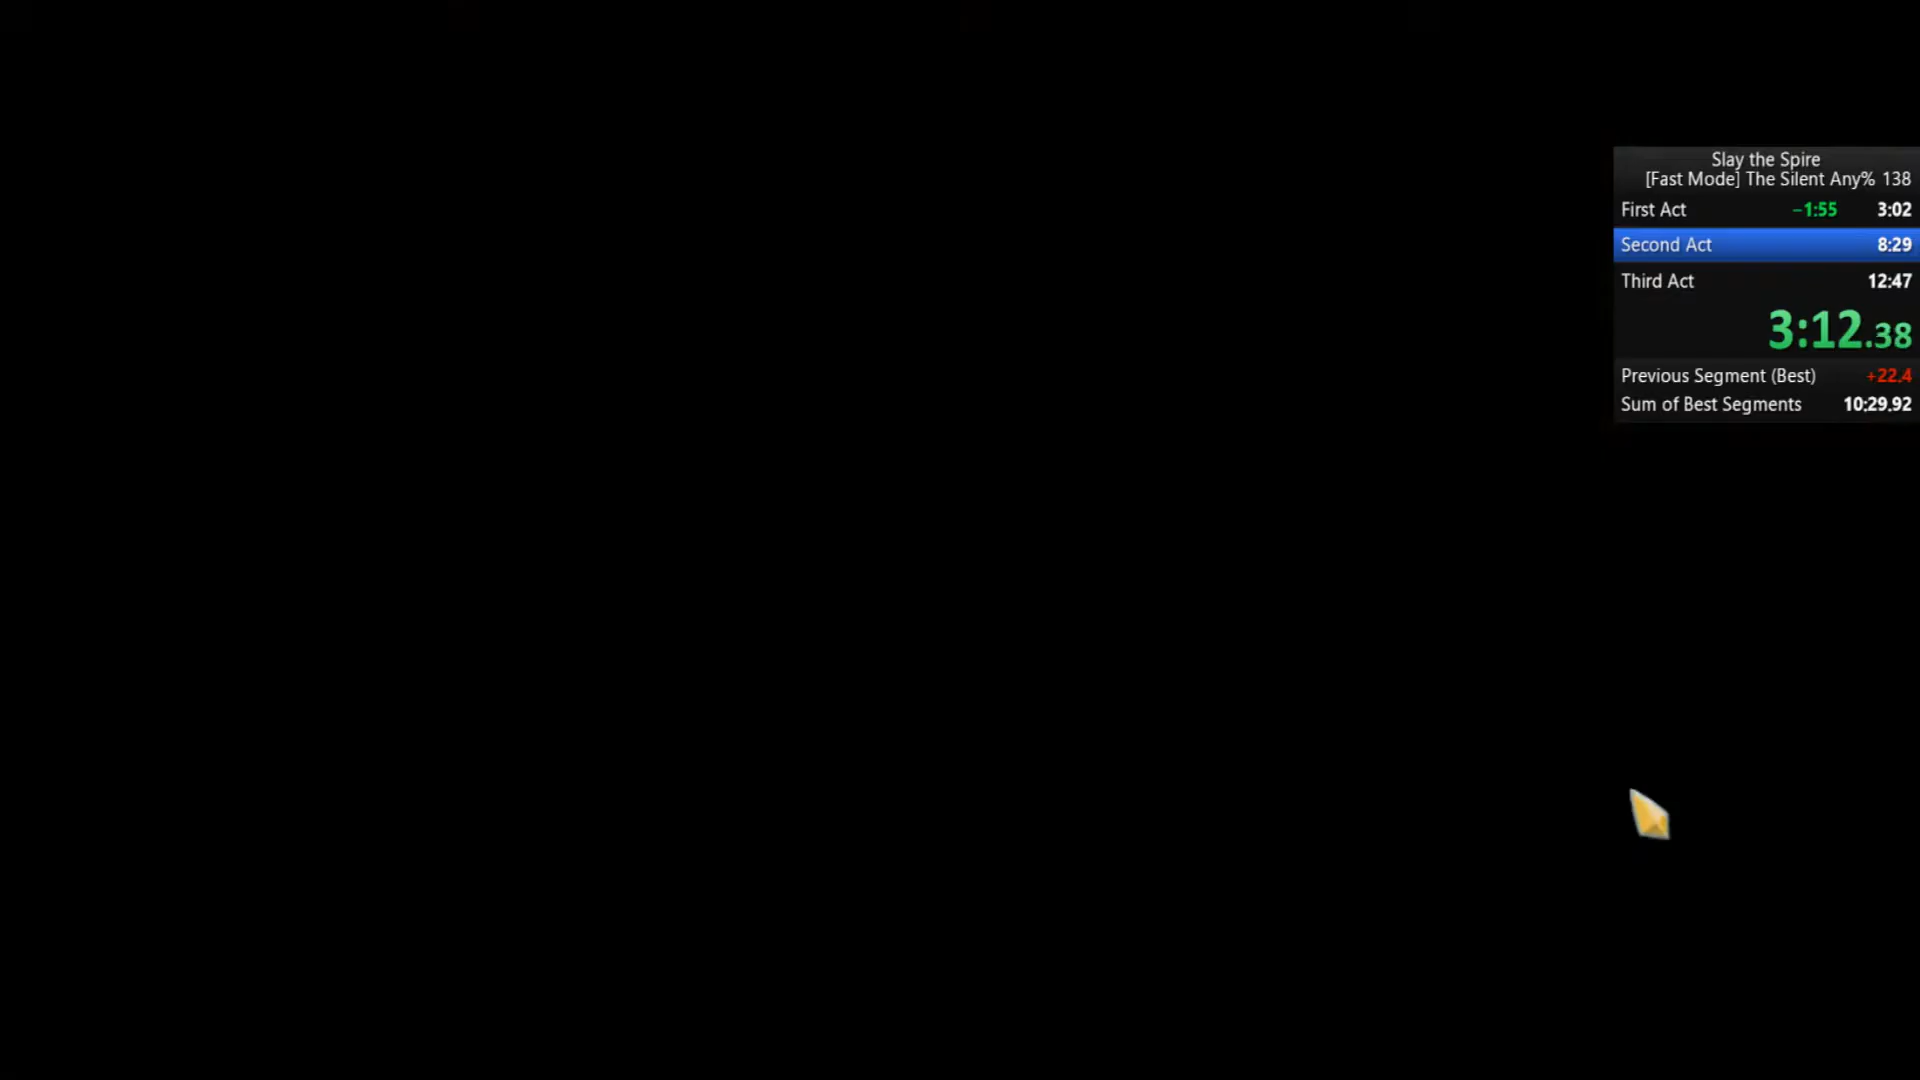 Slay the Spire
[Fast Mode] The Silent Any% 138
First Act −1:55 3:02
Second Act 8:29
Third Act 12:47
3:12.38
Previous Segment (Best) +22.4
Sum of Best Segments 10:29.92